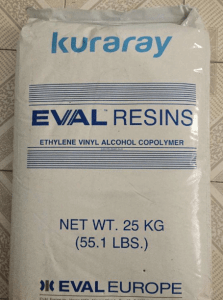 kuraray
EVAL RESINS
ETHYLENE VINYL ALCOHOL COPOLYMER
NET WT. 25 KG
(55.1 LBS.)
EVAL EUROPE